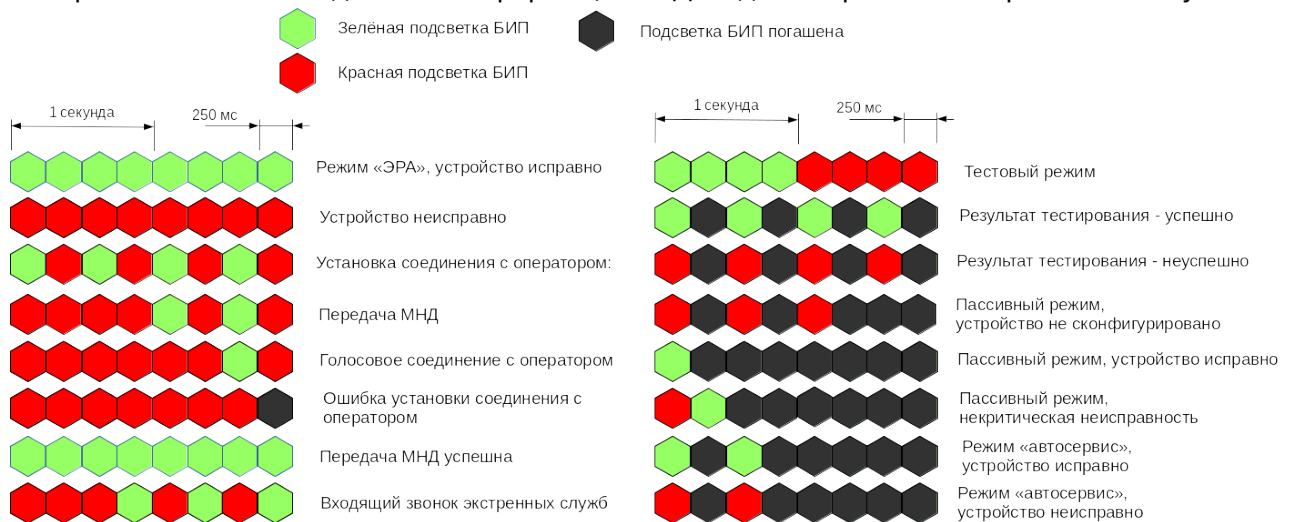 Зелёная подсветка БИП
Подсветка БИП погашена
Красная подсветка БИП
1 секунда
250 мс
Режим «ЭРА», устройство исправно
Устройство неисправно
Установка соединения с оператором:
Передача МНД
Голосовое соединение с оператором
Ошибка установки соединения с
оператором
Передача МНД успешна
Входящий звонок экстренных служб
1 секунда
250 мс
Тестовый режим
Результат тестирования - успешно
Результат тестирования - неуспешно
Пассивный режим,
устройство не сконфигурировано
Пассивный режим, устройство исправно
Пассивный режим,
некритическая неисправность
Режим «автосервис»,
устройство исправно
Режим «автосервис»,
устройство неисправно